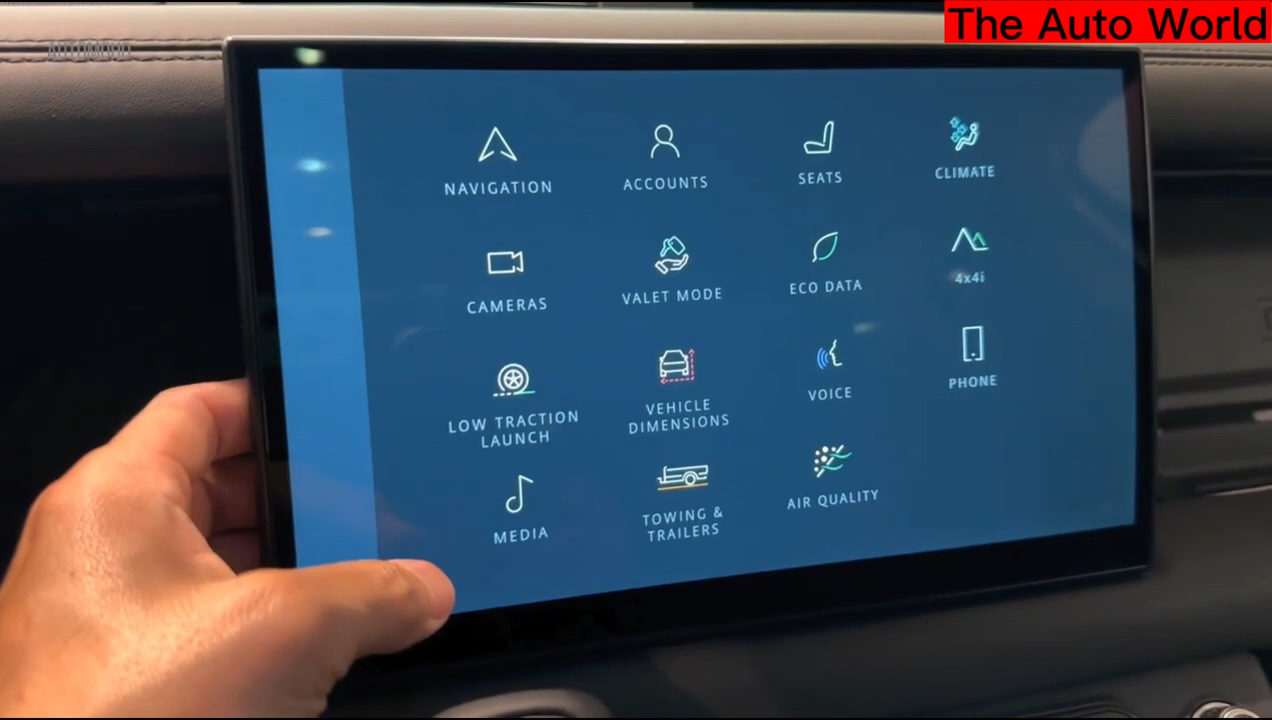 The Auto World
AUTOMOTO
NAVIGATION
ACCOUNTS
SEATS
CLIMATE
CAMERAS
VALET MODE
ECO DATA
4x4i
LOW TRACTION
LAUNCH
VEHICLE
DIMENSIONS
VOICE
PHONE
MEDIA
TOWING &
TRAILERS
AIR QUALITY